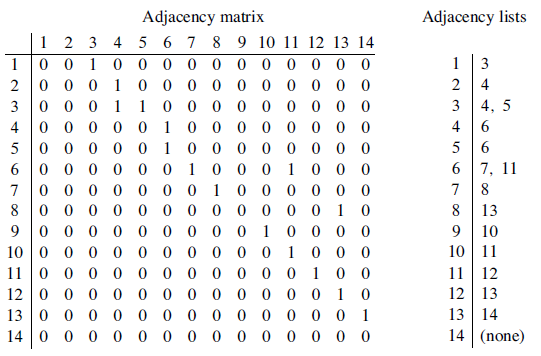 Adjacency matrix Adjacency lists
1 2 3 4 5 6 7 8 9 10 11 12 13 14
1 0 0 1 0 0 0 0 0 0 0 0 0 0 0 1 3
2 0 0 0 1 0 0 0 0 0 0 0 0 0 0 2 4
3 0 0 0 1 1 0 0 0 0 0 0 0 0 0 3 4, 5
4 0 0 0 0 0 1 0 0 0 0 0 0 0 0 4 6
5 0 0 0 0 0 1 0 0 0 0 0 0 0 0 5 6
6 0 0 0 0 0 0 1 0 0 0 1 0 0 0 6 7, 11
7 0 0 0 0 0 0 0 1 0 0 0 0 0 0 7 8
8 0 0 0 0 0 0 0 0 0 0 0 0 1 0 8 13
9 0 0 0 0 0 0 0 0 0 1 0 0 0 0 9 10
10 0 0 0 0 0 0 0 0 0 0 1 0 0 0 10 11
11 0 0 0 0 0 0 0 0 0 0 0 1 0 0 11 12
12 0 0 0 0 0 0 0 0 0 0 0 0 1 0 12 13
13 0 0 0 0 0 0 0 0 0 0 0 0 0 1 13 14
14 0 0 0 0 0 0 0 0 0 0 0 0 0 0 14 (none)